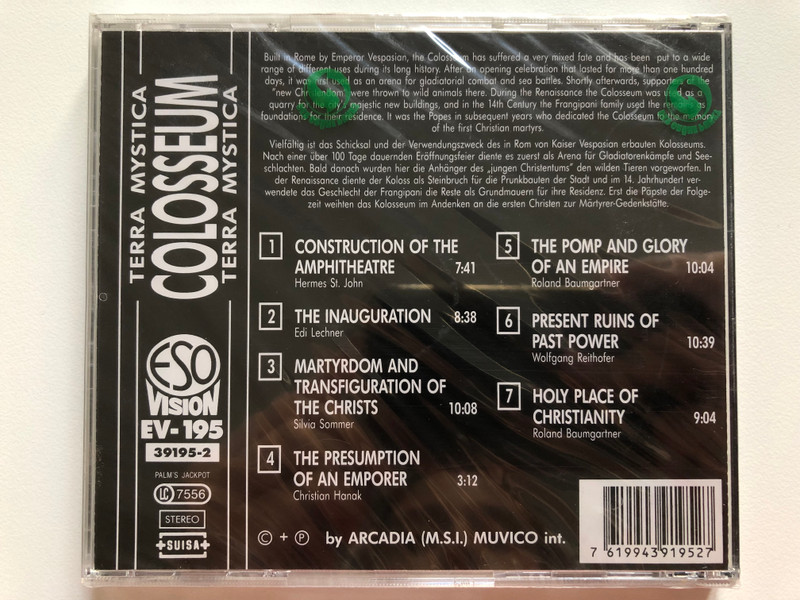 TERRA MYSTICA
COLOSSEUM
TERRA MYSTICA
Built in Rome by Emperor Vespasian, the Colosseum has suffered a very mixed fate and has been put to a wide
range of different uses during its long history. After an opening celebration that lasted for more than one hundred
days, it was first used as an arena for gladiatorial combat and sea battles. Shortly afterwards, supporters of the
"new Christendom" were thrown to wild animals there. During the Renaissance the Colosseum was used as a
quarry for the city's majestic new buildings, and in the 14th Century the Frangipani family used the remains as
foundations for their residence. It was the Popes in subsequent years who dedicated the Colosseum to the memory
of the first Christian martyrs.
Vielfältig ist das Schicksal und der Verwendungszweck des in Rom von Kaiser Vespasian erbauten Kolosseums.
Nach einer über 100 Tage dauernden Eröffnungsfeier diente es zuerst als Arena für Gladiatorenkämpfe und See-
schlachten. Bald danach wurden hier die Anhänger des „jungen Christentums" den wilden Tieren vorgeworfen. In
der Renaissance diente der Koloss als Steinbruch für die Prunkbauten der Stadt und im 14. Jahrhundert ver-
wendete das Geschlecht der Frangipani die Reste als Grundmauern für ihre Residenz. Erst die Päpste der Folge-
zeit weihten das Kolosseum im Andenken an die ersten Christen zur Märtyrer-Gedenkstätte.
1 CONSTRUCTION OF THE
AMPHITHEATRE 7:41
Hermes St. John
2 THE INAUGURATION 8:38
Edi Lechner
3 MARTYRDOM AND
TRANSFIGURATION OF
THE CHRISTS 10:08
Silvia Sommer
4 THE PRESUMPTION
OF AN EMPORER 3:12
Christian Hanak
5 THE POMP AND GLORY
OF AN EMPIRE 10:04
Roland Baumgartner
6 PRESENT RUINS OF
PAST POWER 10:39
Wolfgang Reithofer
7 HOLY PLACE OF
CHRISTIANITY 9:04
Roland Baumgartner
ESO
VISION
EV-195
39195-2
PALM'S JACKPOT
LC 7556
STEREO
SUISA
© + ℗ by ARCADIA (M.S.I.) MUVICO int.
7 619943 919527